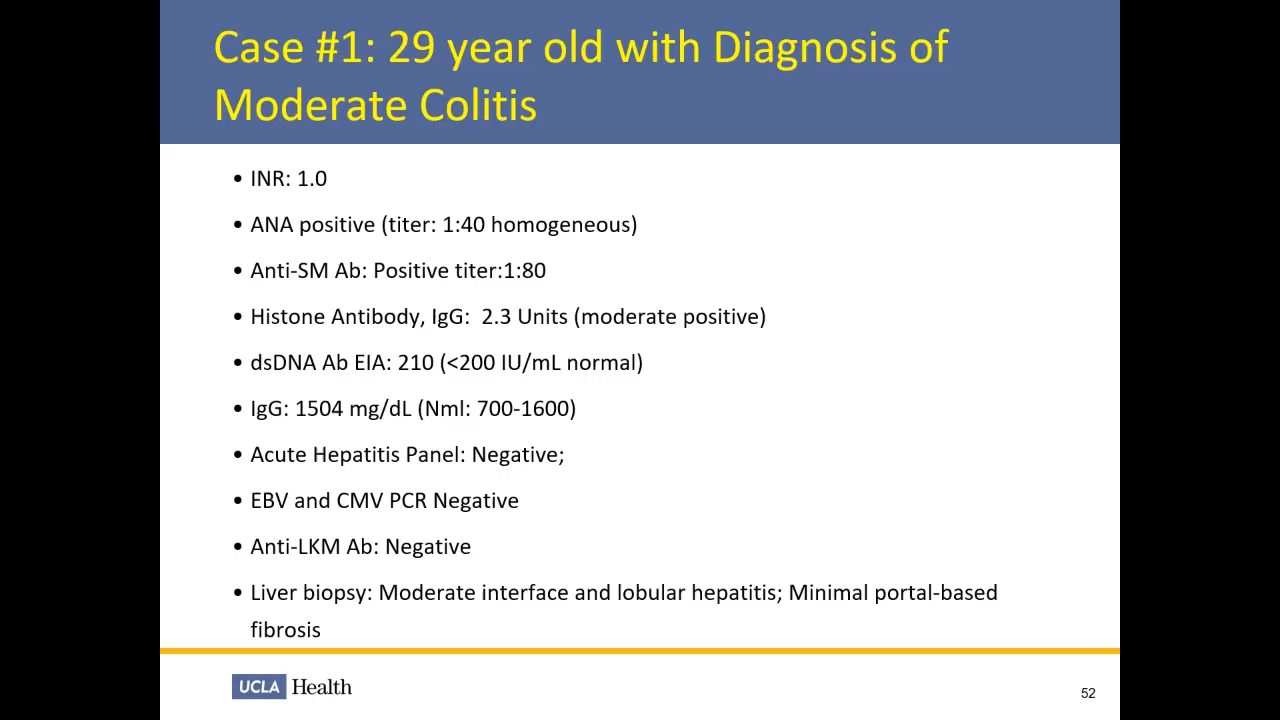 Case #1: 29 year old with Diagnosis of
Moderate Colitis
• INR: 1.0
• ANA positive (titer: 1:40 homogeneous)
• Anti-SM Ab: Positive titer:1:80
• Histone Antibody, IgG:  2.3 Units (moderate positive)
• dsDNA Ab EIA: 210 (<200 IU/mL normal)
• IgG: 1504 mg/dL (Nml: 700-1600)
• Acute Hepatitis Panel: Negative;
• EBV and CMV PCR Negative
• Anti-LKM Ab: Negative
• Liver biopsy: Moderate interface and lobular hepatitis; Minimal portal-based
fibrosis
UCLA Health
52